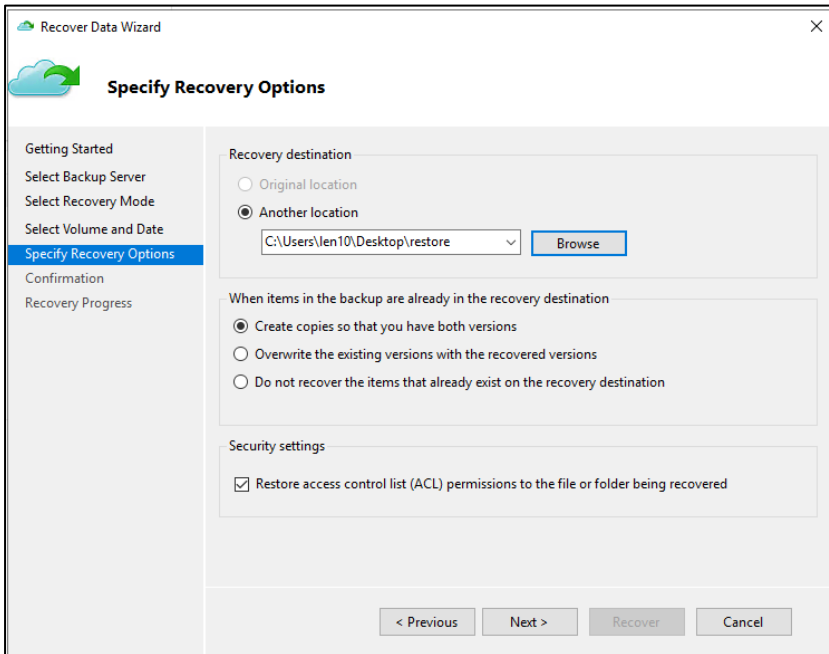 Recover Data Wizard
Specify Recovery Options
Getting Started
Select Backup Server
Select Recovery Mode
Select Volume and Date
Specify Recovery Options
Confirmation
Recovery Progress
Recovery destination
Original location
Another location
C:\Users\len10\Desktop\restore
Browse
When items in the backup are already in the recovery destination
Create copies so that you have both versions
Overwrite the existing versions with the recovered versions
Do not recover the items that already exist on the recovery destination
Security settings
Restore access control list (ACL) permissions to the file or folder being recovered
< Previous
Next >
Recover
Cancel